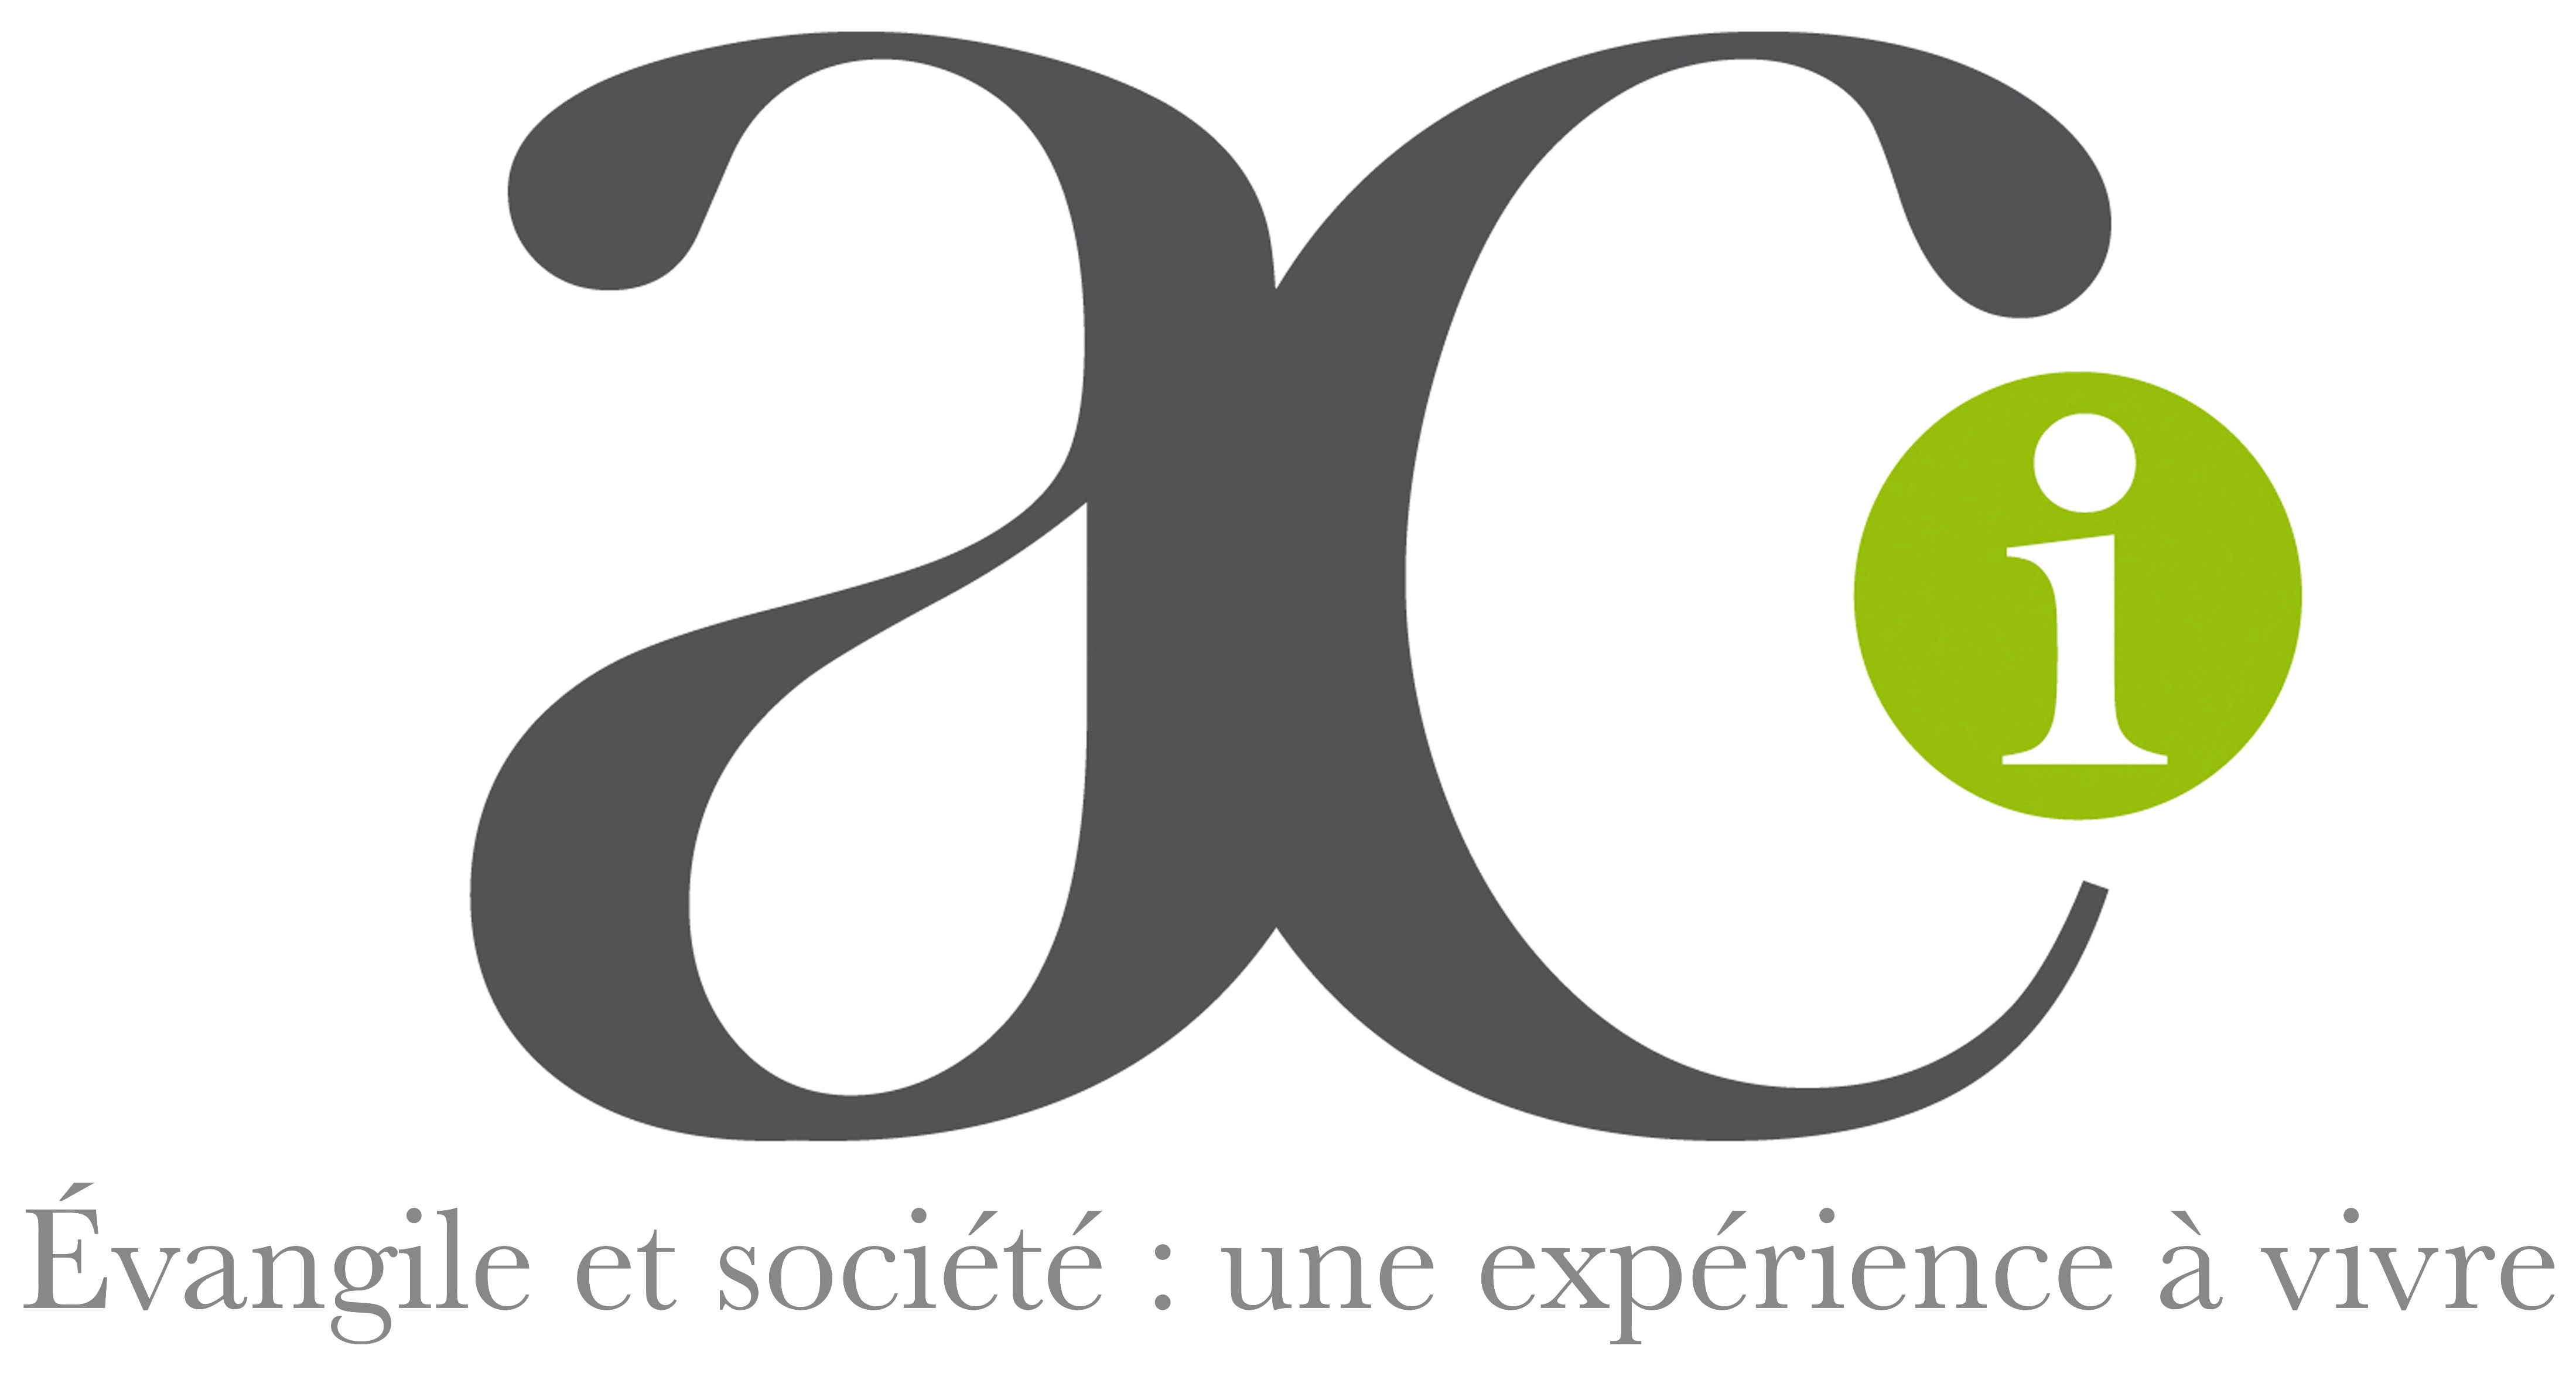 aci
Évangile et société : une expérience à vivre